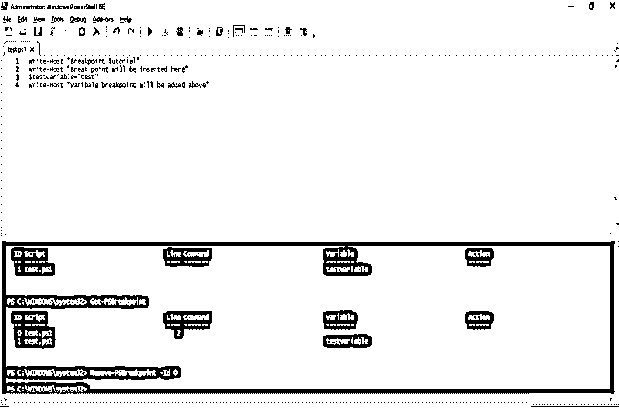 Administrator: Windows PowerShell ISE
File Edit View Tools Debug Add-ons Help
test.ps1 X
1 Write-Host "Breakpoint Tutorial"
2 Write-Host "Break point will be inserted here"
3 $testvariable="test"
4 Write-Host "varibale breakpoint will be added above"
ID Script Line Command Variable Action
1 test.ps1 testvariable
PS C:\WINDOWS\system32> Get-PSBreakpoint
ID Script Line Command Variable Action
0 test.ps1 2
1 test.ps1 testvariable
PS C:\WINDOWS\system32> Remove-PSBreakpoint -Id 0
PS C:\WINDOWS\system32>